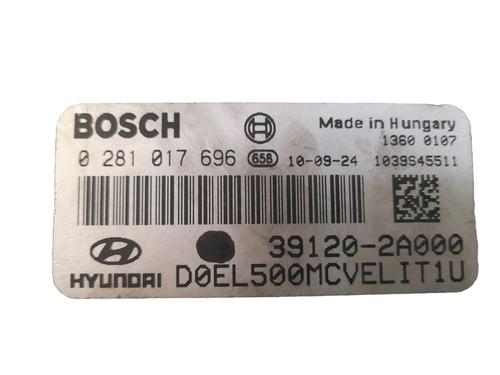 BOSCH
Made in Hungary
1360 0107
0 281 017 696 658 10-09-24 1039S45511
39120-2A000
HYUNDAI D0EL500MCVELIT1U